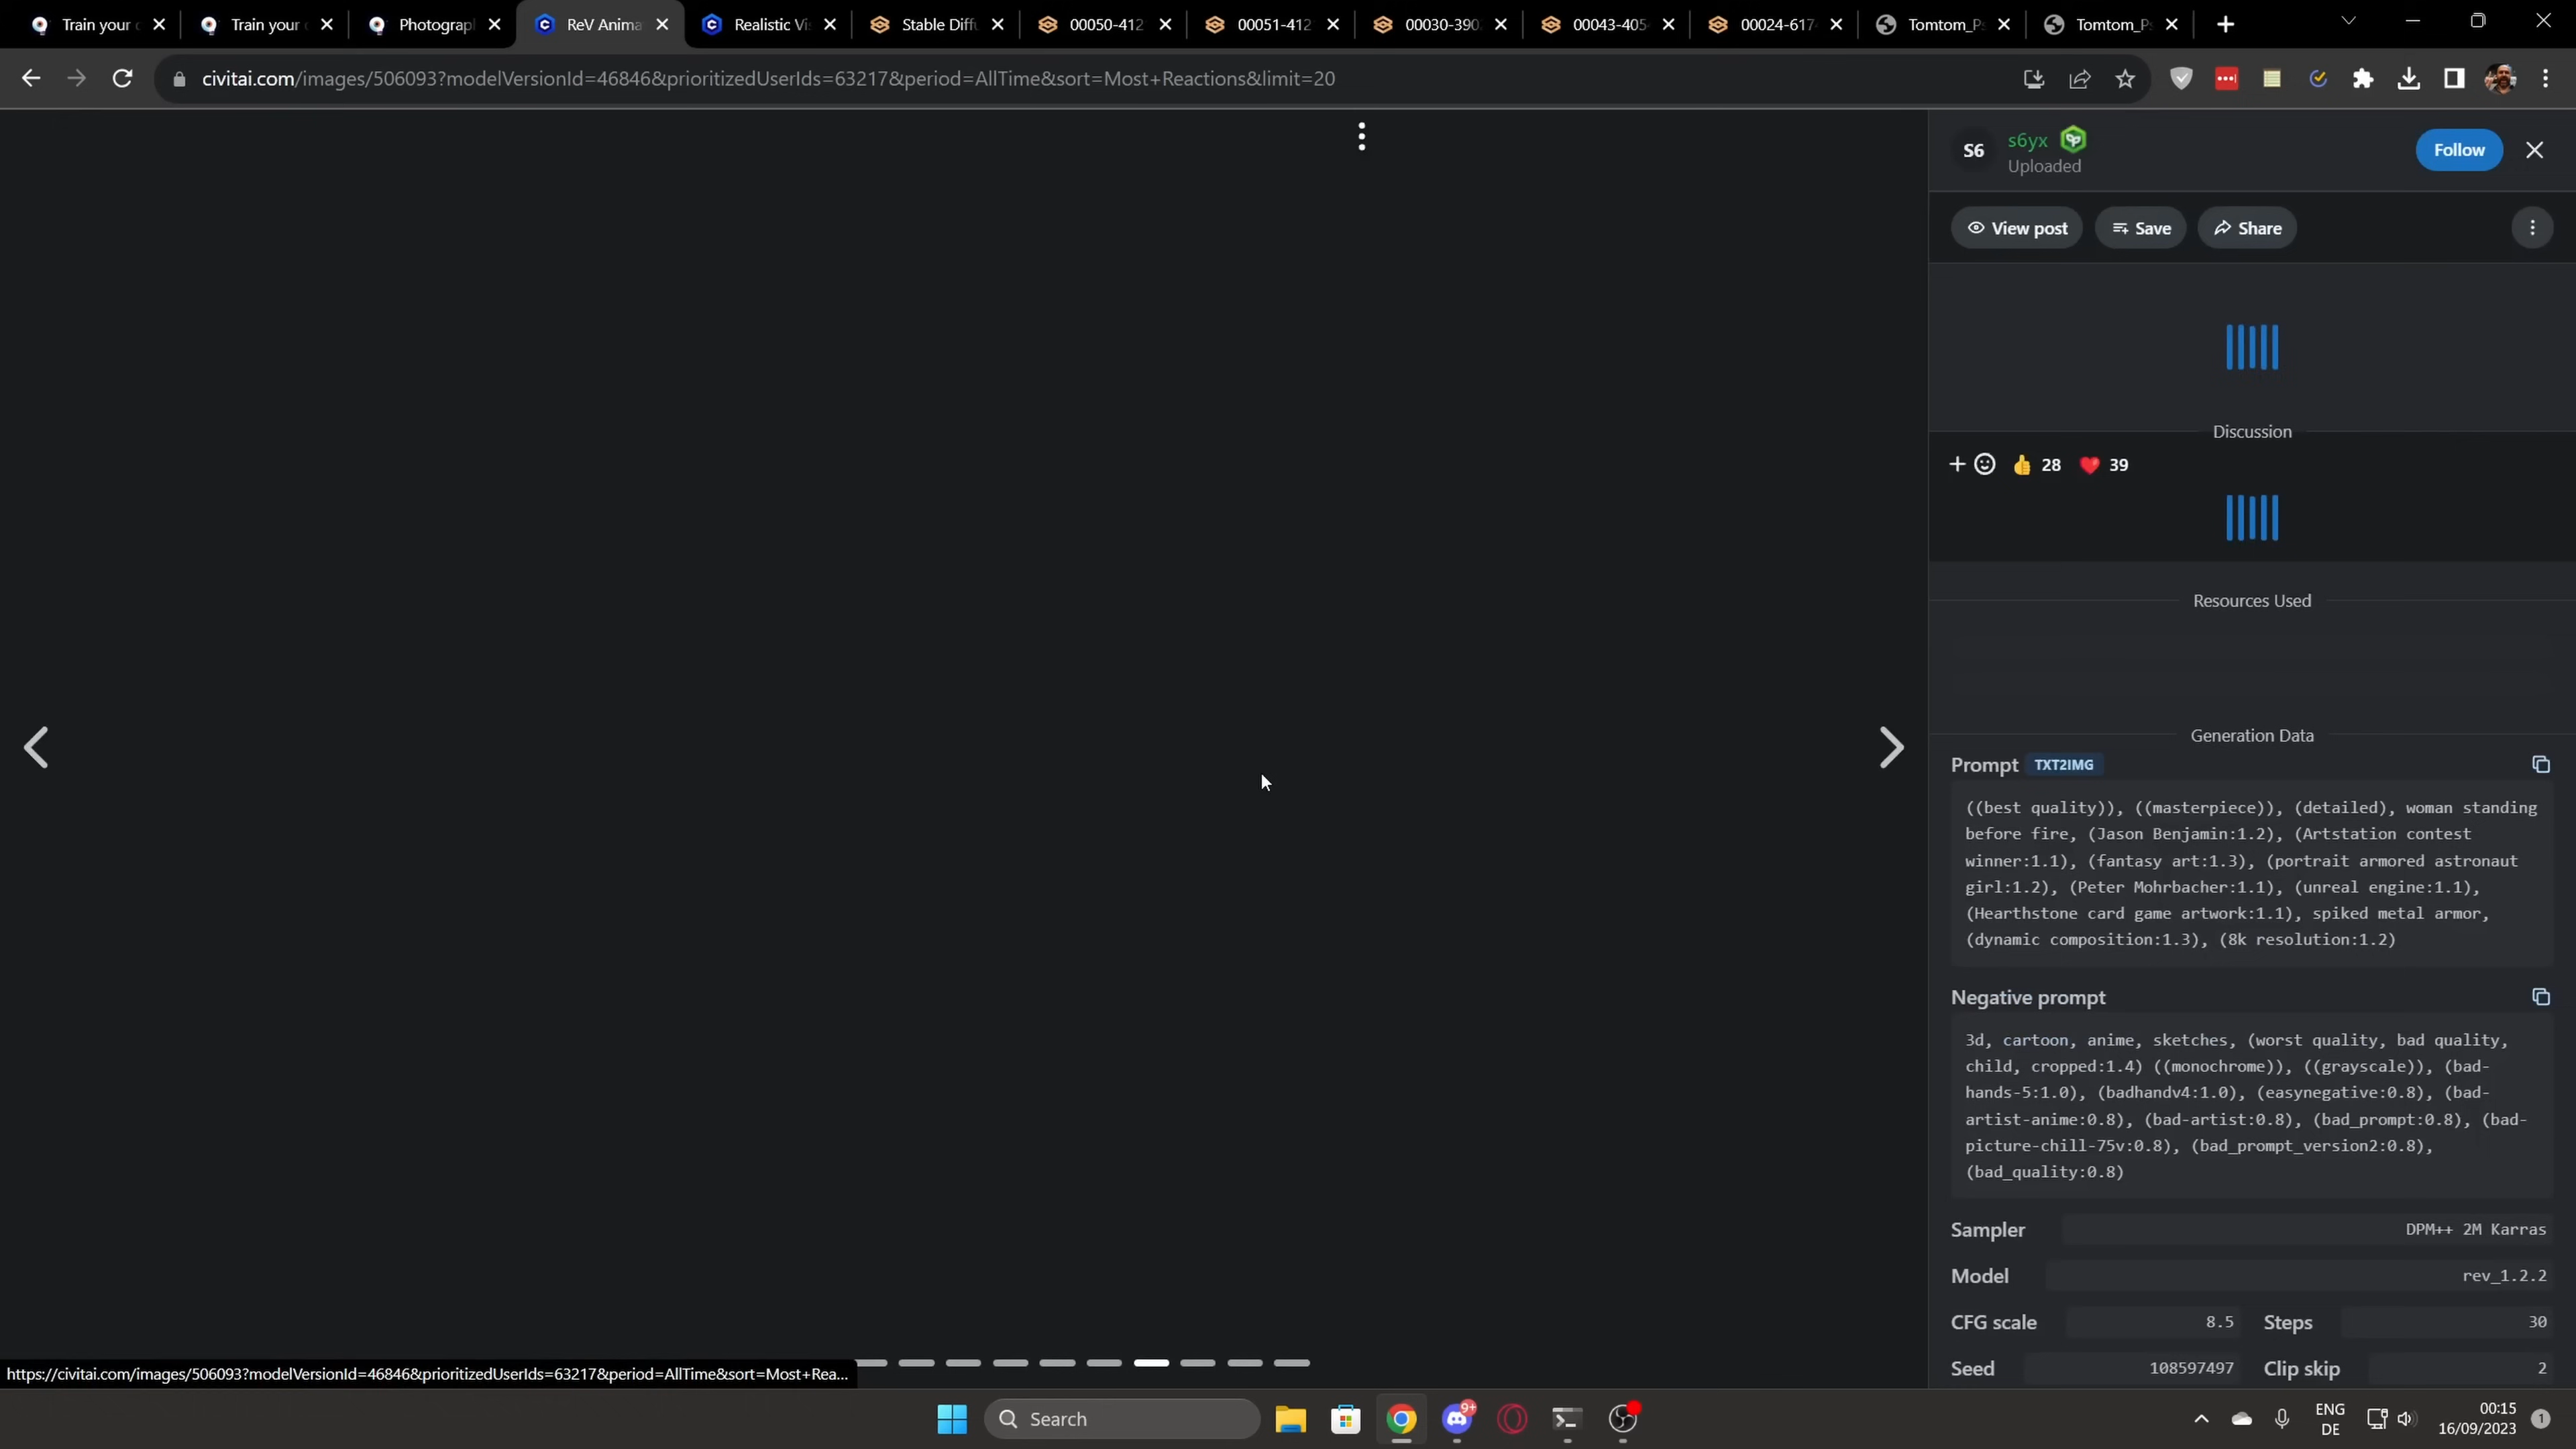 Train your
Train your
Photograp
ReV Anima
Realistic Vi
Stable Diff
00050-412
00051-412
00030-390
00043-405
00024-617
Tomtom_Ps
Tomtom_Ps
civitai.com/images/506093?modelVersionId=46846&prioritizedUserIds=63217&period=AllTime&sort=Most+Reactions&limit=20
S6
s6yx
Uploaded
Follow
View post
Save
Share
Discussion
28
39
Resources Used
Generation Data
Prompt TXT2IMG
((best quality)), ((masterpiece)), (detailed), woman standing
before fire, (Jason Benjamin:1.2), (Artstation contest
winner:1.1), (fantasy art:1.3), (portrait armored astronaut
girl:1.2), (Peter Mohrbacher:1.1), (unreal engine:1.1),
(Hearthstone card game artwork:1.1), spiked metal armor,
(dynamic composition:1.3), (8k resolution:1.2)
Negative prompt
3d, cartoon, anime, sketches, (worst quality, bad quality,
child, cropped:1.4) ((monochrome)), ((grayscale)), (bad-
hands-5:1.0), (badhandv4:1.0), (easynegative:0.8), (bad-
artist-anime:0.8), (bad-artist:0.8), (bad_prompt:0.8), (bad-
picture-chill-75v:0.8), (bad_prompt_version2:0.8),
(bad_quality:0.8)
Sampler DPM++ 2M Karras
Model rev_1.2.2
CFG scale 8.5 Steps 30
Seed 108597497 Clip skip 2
https://civitai.com/images/506093?modelVersionId=46846&prioritizedUserIds=63217&period=AllTime&sort=Most+Rea...
Search
9+
ENG
DE
00:15
16/09/2023
1